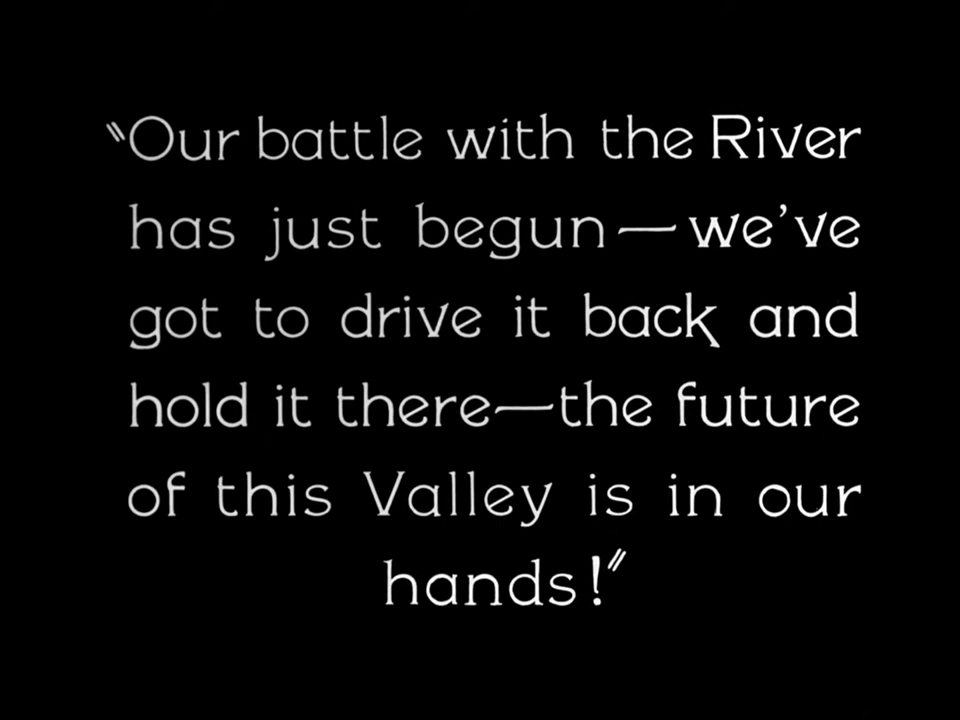 "Our battle with the River
has just begun—we've
got to drive it back and
hold it there—the future
of this Valley is in our
hands!"